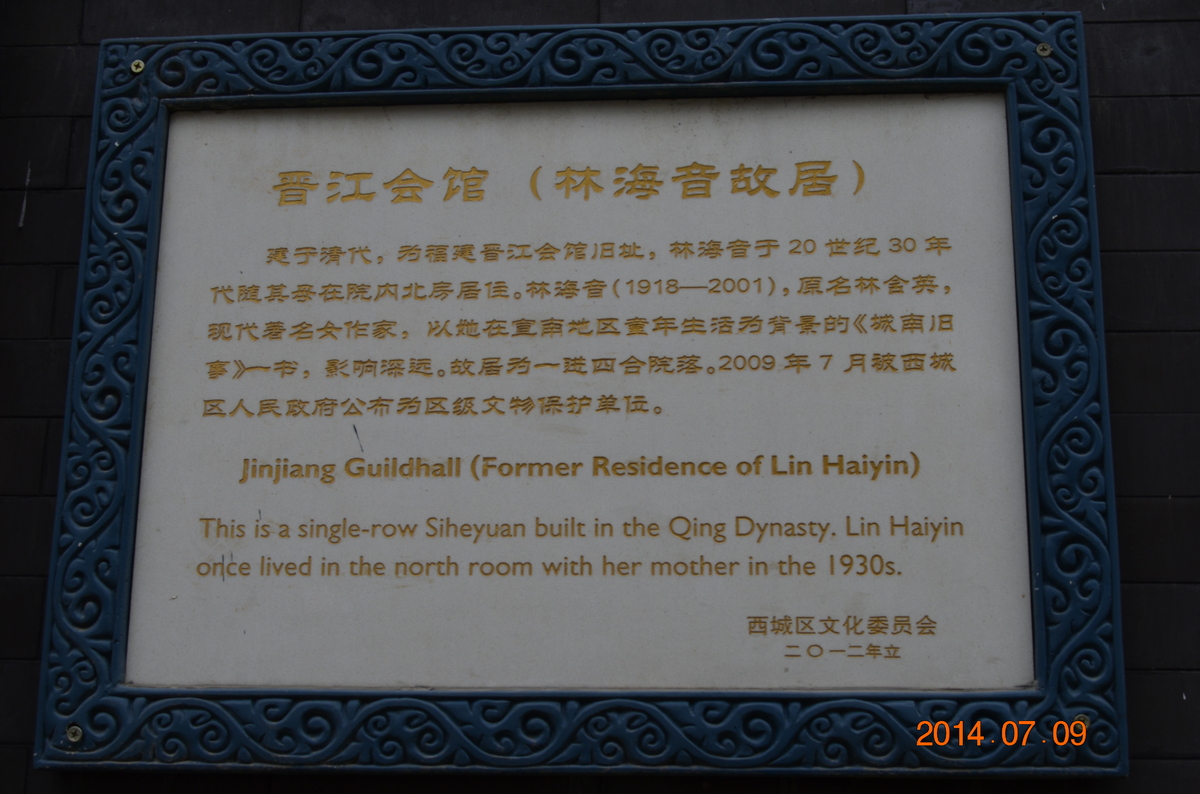 晋江会馆（林海音故居）
建于清代，为福建晋江会馆旧址，林海音于 20 世纪 30 年
代随其母在院内北房居住。林海音（1918—2001），原名林含英，
现代著名女作家，以她在宣南地区童年生活为背景的《城南旧
事》一书，影响深远。故居为一进四合院落。2009 年 7 月被西城
区人民政府公布为区级文物保护单位。
Jinjiang Guildhall (Former Residence of Lin Haiyin)
This is a single-row Siheyuan built in the Qing Dynasty. Lin Haiyin
once lived in the north room with her mother in the 1930s.
西城区文化委员会
二〇一二年立
2014.07.09